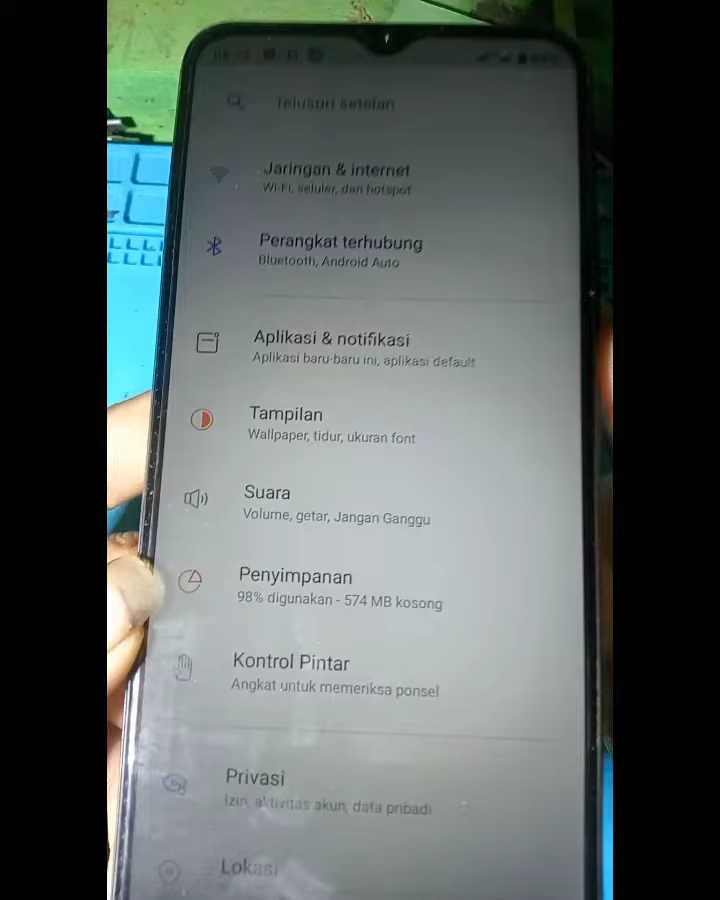 Telusuri setelan
Jaringan & internet
Wi-Fi, seluler, dan hotspot
Perangkat terhubung
Bluetooth, Android Auto
Aplikasi & notifikasi
Aplikasi baru-baru ini, aplikasi default
Tampilan
Wallpaper, tidur, ukuran font
Suara
Volume, getar, Jangan Ganggu
Penyimpanan
98% digunakan - 574 MB kosong
Kontrol Pintar
Angkat untuk memeriksa ponsel
Privasi
Izin, aktivitas akun, data pribadi
Lokasi